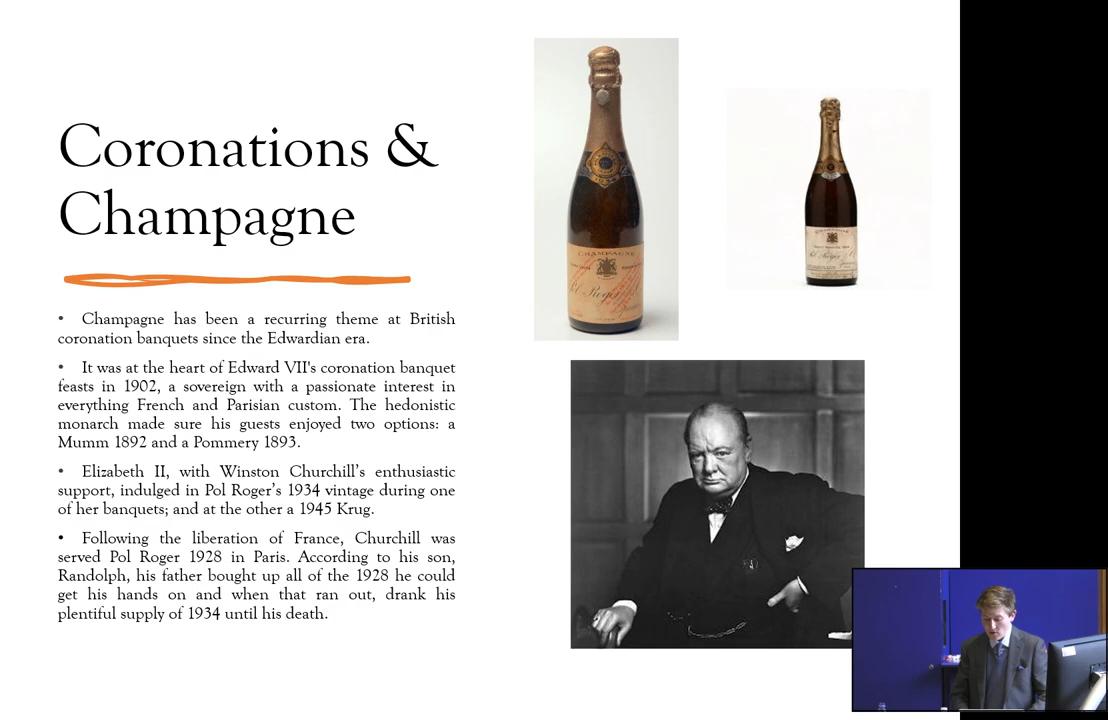 Coronations &
Champagne
• Champagne has been a recurring theme at British
coronation banquets since the Edwardian era.
• It was at the heart of Edward VII's coronation banquet
feasts in 1902, a sovereign with a passionate interest in
everything French and Parisian custom. The hedonistic
monarch made sure his guests enjoyed two options: a
Mumm 1892 and a Pommery 1893.
• Elizabeth II, with Winston Churchill’s enthusiastic
support, indulged in Pol Roger’s 1934 vintage during one
of her banquets; and at the other a 1945 Krug.
• Following the liberation of France, Churchill was
served Pol Roger 1928 in Paris. According to his son,
Randolph, his father bought up all of the 1928 he could
get his hands on and when that ran out, drank his
plentiful supply of 1934 until his death.
CHAMPAGNE
Pol Roger